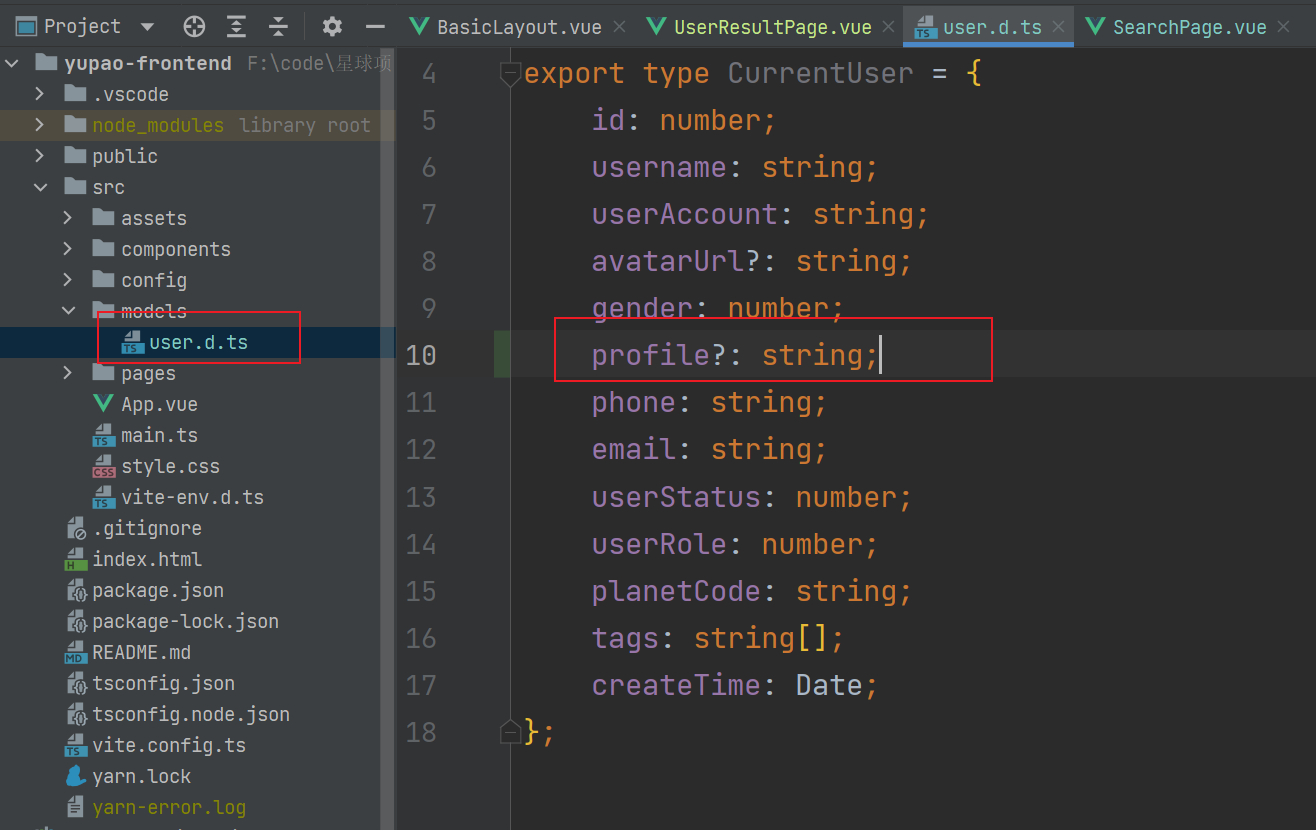 Project
BasicLayout.vue
UserResultPage.vue
user.d.ts
SearchPage.vue
yupao-frontend F:\code\星球项
.vscode
node_modules library root
public
src
assets
components
config
models
user.d.ts
pages
App.vue
main.ts
style.css
vite-env.d.ts
.gitignore
index.html
package.json
package-lock.json
README.md
tsconfig.json
tsconfig.node.json
vite.config.ts
yarn.lock
yarn-error.log
4 export type CurrentUser = {
5 id: number;
6 username: string;
7 userAccount: string;
8 avatarUrl?: string;
9 gender: number;
10 profile?: string;
11 phone: string;
12 email: string;
13 userStatus: number;
14 userRole: number;
15 planetCode: string;
16 tags: string[];
17 createTime: Date;
18 };